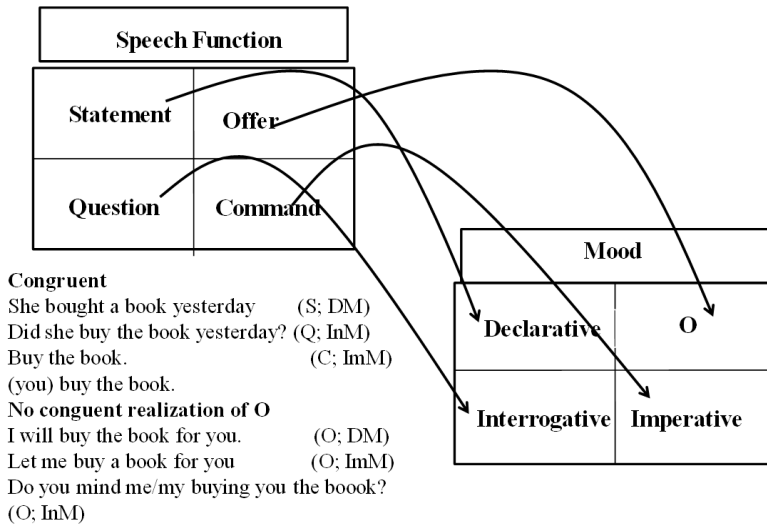 Speech Function
Statement
Offer
Question
Command
Mood
Declarative
O
Interrogative
Imperative
Congruent
She bought a book yesterday (S; DM)
Did she buy the book yesterday? (Q; InM)
Buy the book. (C; ImM)
(you) buy the book.
No conguent realization of O
I will buy the book for you. (O; DM)
Let me buy a book for you (O; ImM)
Do you mind me/my buying you the boook?
(O; InM)